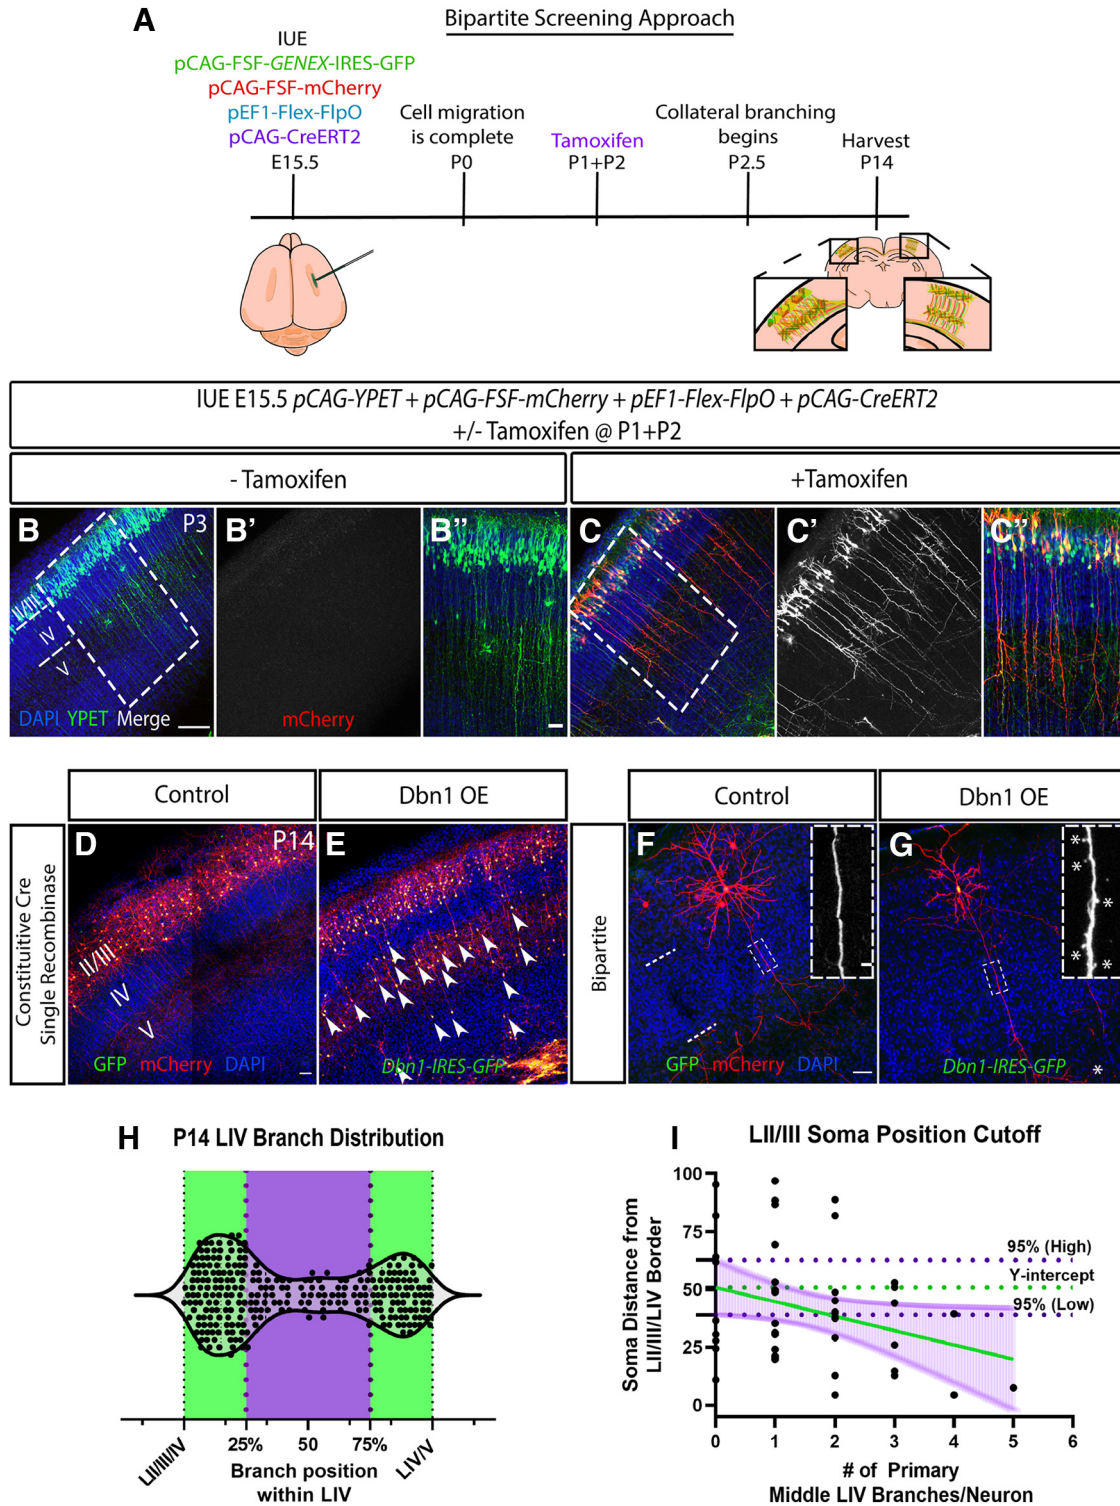 A
Bipartite Screening Approach
IUE
pCAG-FSF-GENEX-IRES-GFP
pCAG-FSF-mCherry
pEF1-Flex-FlpO
pCAG-CreERT2
E15.5
Cell migration
is complete
P0
Tamoxifen
P1+P2
Collateral branching
begins
P2.5
Harvest
P14
IUE E15.5 pCAG-YPET + pCAG-FSF-mCherry + pEF1-Flex-FlpO + pCAG-CreERT2
+/- Tamoxifen @ P1+P2
- Tamoxifen
+Tamoxifen
B
P3
II/III
IV
V
DAPI YPET Merge
B'
mCherry
B''
C
C'
C''
Control
Dbn1 OE
Control
Dbn1 OE
Constituitive Cre
Single Recombinase
D
P14
II/III
IV
V
GFP mCherry DAPI
E
Dbn1-IRES-GFP
Bipartite
F
GFP mCherry DAPI
G
* * * * *
Dbn1-IRES-GFP
*
H
P14 LIV Branch Distribution
LII/III/IV
25%
50
75%
LIV/V
Branch position
within LIV
I
LII/III Soma Position Cutoff
Soma Distance from
LII/III/LIV Border
100
75
50
25
0
95% (High)
Y-intercept
95% (Low)
0 1 2 3 4 5 6
# of Primary
Middle LIV Branches/Neuron